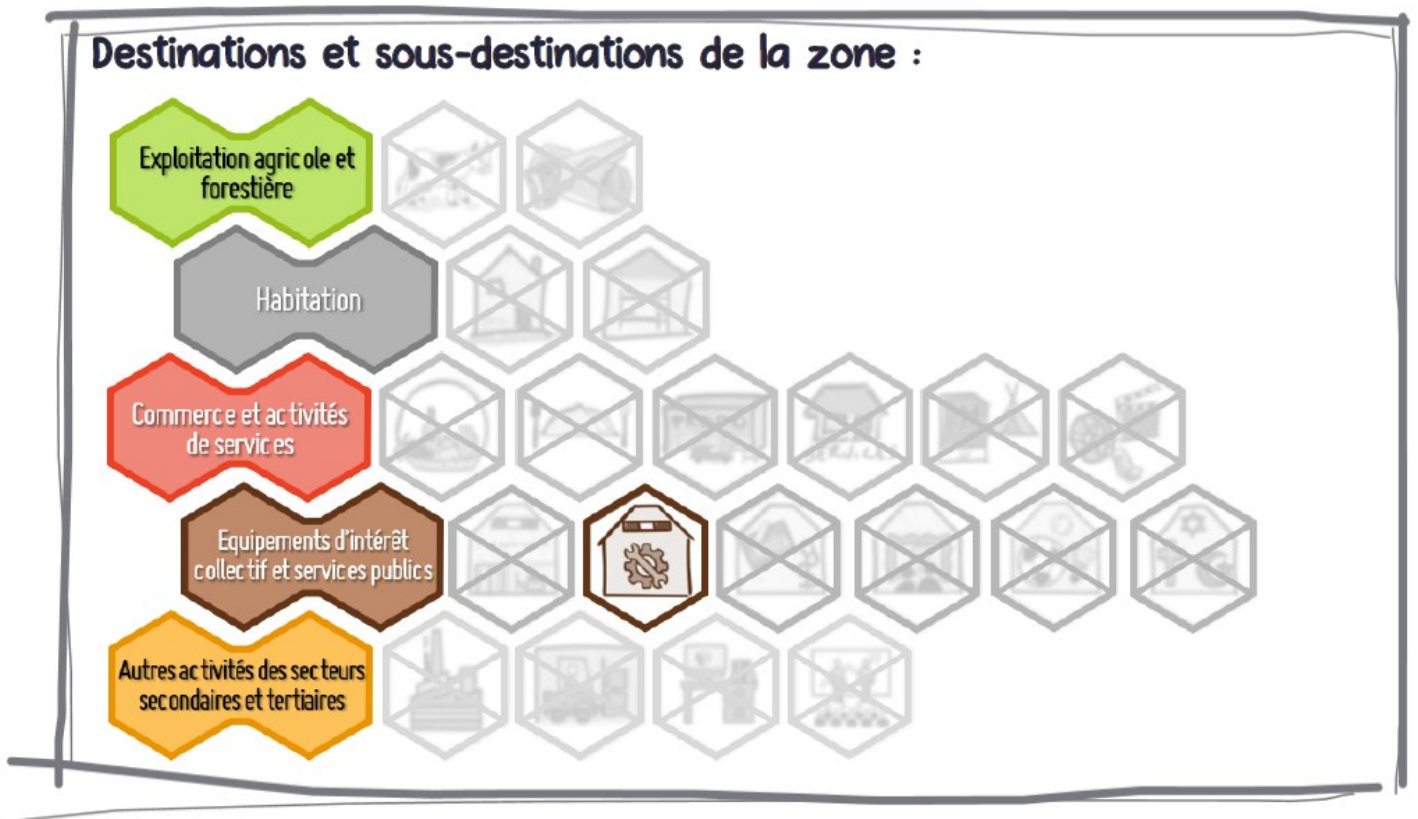 Destinations et sous-destinations de la zone :
Exploitation agricole et
forestière
Habitation
Commerce et activités
de services
SERVICES
Equipements d'intérêt
collectif et services publics
Autres activités des secteurs
secondaires et tertiaires